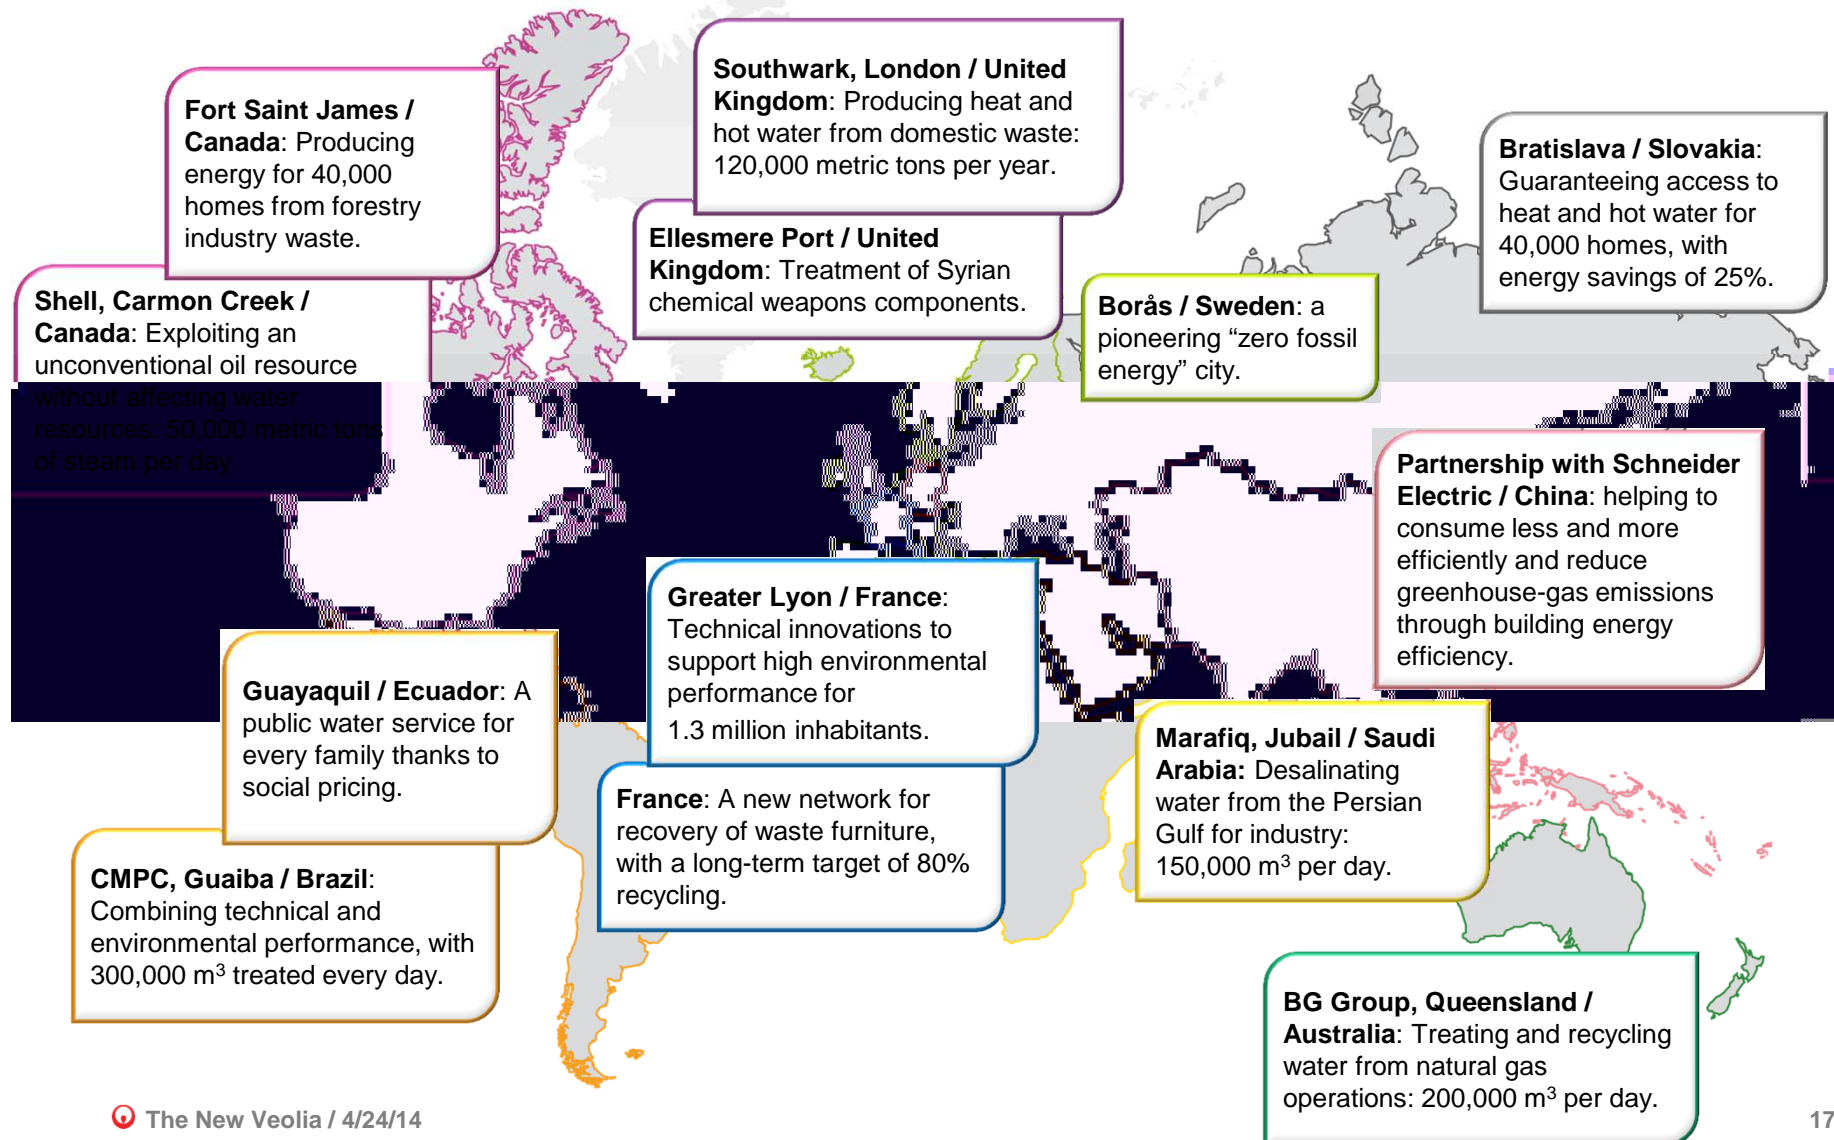 Fort Saint James /
Canada: Producing
energy for 40,000
homes from forestry
industry waste.
Southwark, London / United
Kingdom: Producing heat and
hot water from domestic waste:
120,000 metric tons per year.
Bratislava / Slovakia:
Guaranteeing access to
heat and hot water for
40,000 homes, with
energy savings of 25%.
Ellesmere Port / United
Kingdom: Treatment of Syrian
chemical weapons components.
Shell, Carmon Creek /
Canada: Exploiting an
unconventional oil resource
without affecting water
resources: 50,000 metric tons
of steam per day.
Borås / Sweden: a
pioneering “zero fossil
energy” city.
Partnership with Schneider
Electric / China: helping to
consume less and more
efficiently and reduce
greenhouse-gas emissions
through building energy
efficiency.
Greater Lyon / France:
Technical innovations to
support high environmental
performance for
1.3 million inhabitants.
Guayaquil / Ecuador: A
public water service for
every family thanks to
social pricing.
Marafiq, Jubail / Saudi
Arabia: Desalinating
water from the Persian
Gulf for industry:
150,000 m³ per day.
France: A new network for
recovery of waste furniture,
with a long-term target of 80%
recycling.
CMPC, Guaiba / Brazil:
Combining technical and
environmental performance, with
300,000 m³ treated every day.
BG Group, Queensland /
Australia: Treating and recycling
water from natural gas
operations: 200,000 m³ per day.
The New Veolia / 4/24/14
17